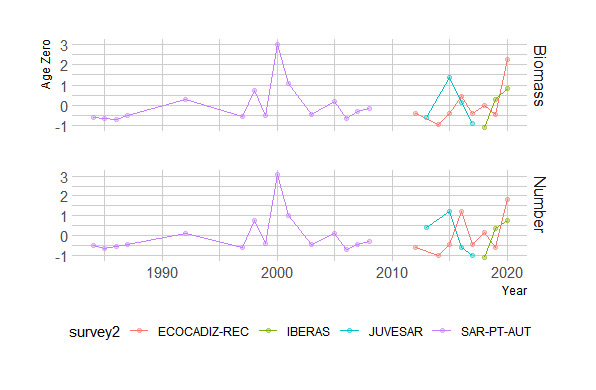 Age Zero
3
2
1
0
-1
Biomass
3
2
1
0
-1
Number
1990 2000 2010 2020
Year
survey2 ECOCADIZ-REC IBERAS JUVESAR SAR-PT-AUT